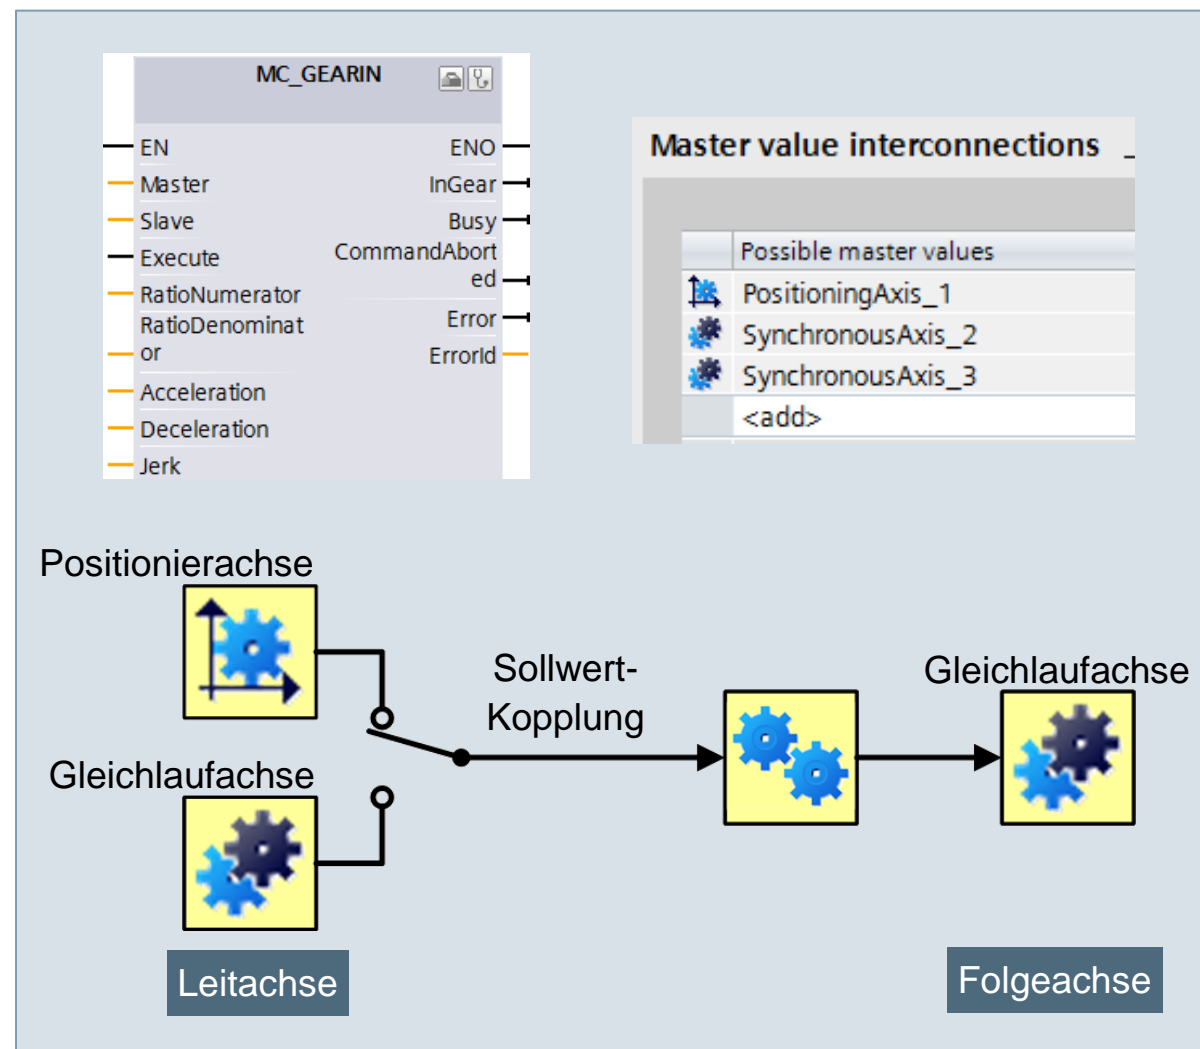 MC_GEARIN
EN
ENO
Master
InGear
Slave
Busy
Execute
CommandAbort
ed
RatioNumerator
RatioDenominat
or
Error
ErrorId
Acceleration
Deceleration
Jerk
Master value interconnections _
Possible master values
PositioningAxis_1
SynchronousAxis_2
SynchronousAxis_3
<add>
Positionierachse
Sollwert-
Kopplung
Gleichlaufachse
Gleichlaufachse
Leitachse
Folgeachse